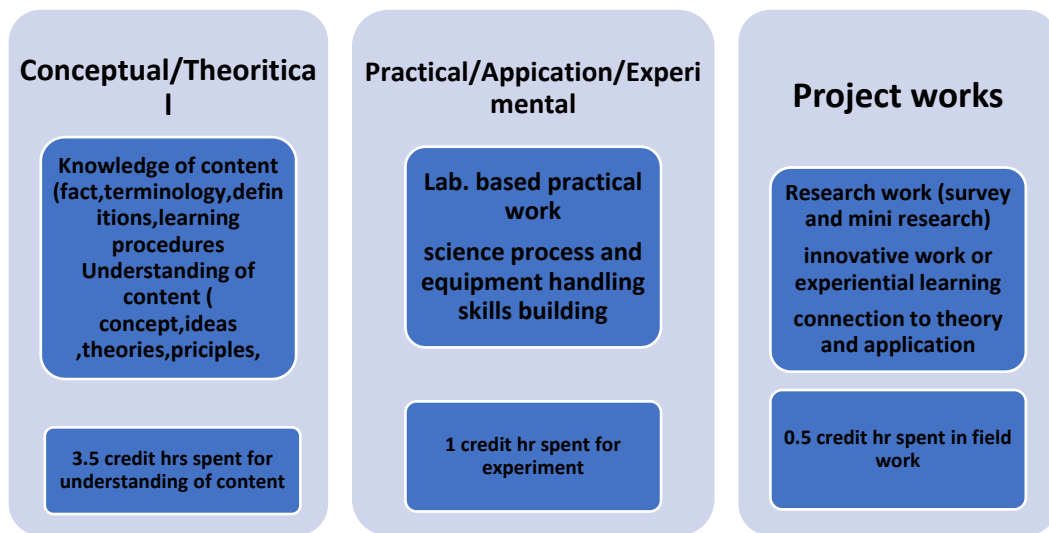 Conceptual/Theoritica
l
Knowledge of content
(fact,terminology,defin
itions,learning
procedures
Understanding of
content (
concept,ideas
,theories,priciples,
3.5 credit hrs spent for
understanding of content
Practical/Appication/Experi
mental
Lab. based practical
work
science process and
equipment handling
skills building
1 credit hr spent for
experiment
Project works
Research work (survey
and mini research)
innovative work or
experiential learning
connection to theory
and application
0.5 credit hr spent in field
work